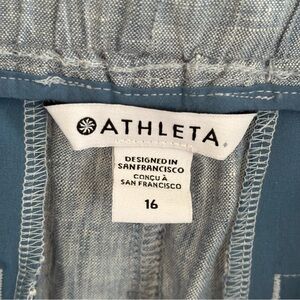 ATHLETA
DESIGNED IN
SAN FRANCISCO
CONÇU À
SAN FRANCISCO
16